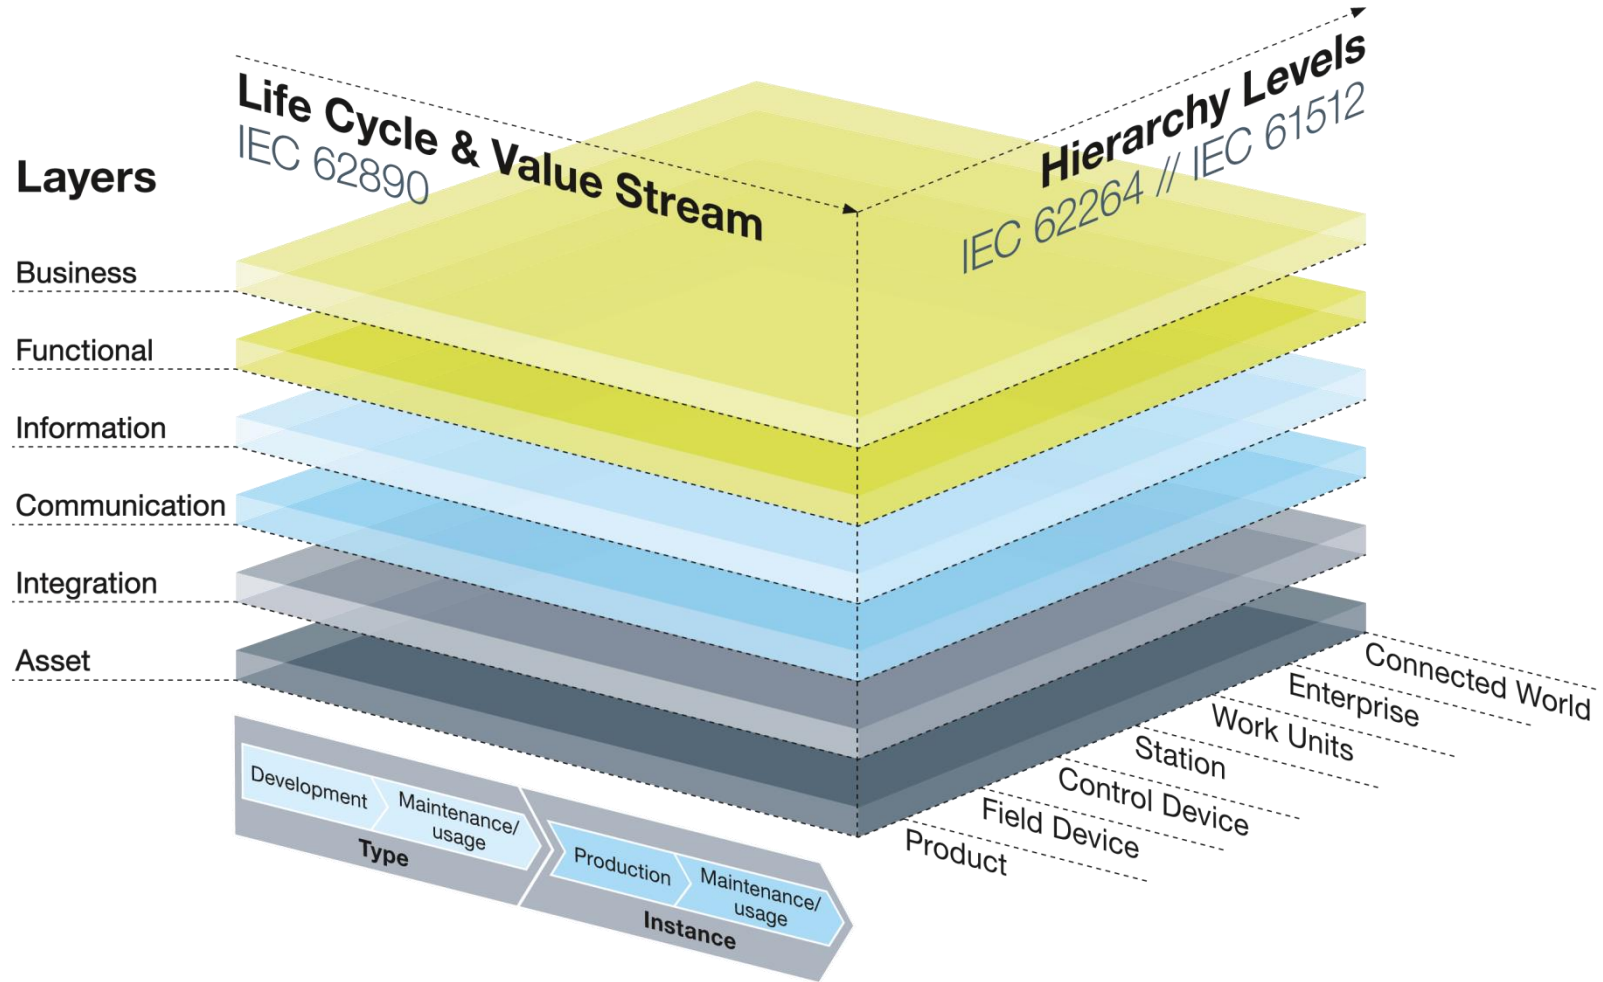 Life Cycle & Value Stream
IEC 62890
Hierarchy Levels
IEC 62264 // IEC 61512
Layers
Business
Functional
Information
Communication
Integration
Asset
Connected World
Enterprise
Work Units
Station
Control Device
Field Device
Product
Development
Maintenance/
usage
Type
Production
Maintenance/
usage
Instance